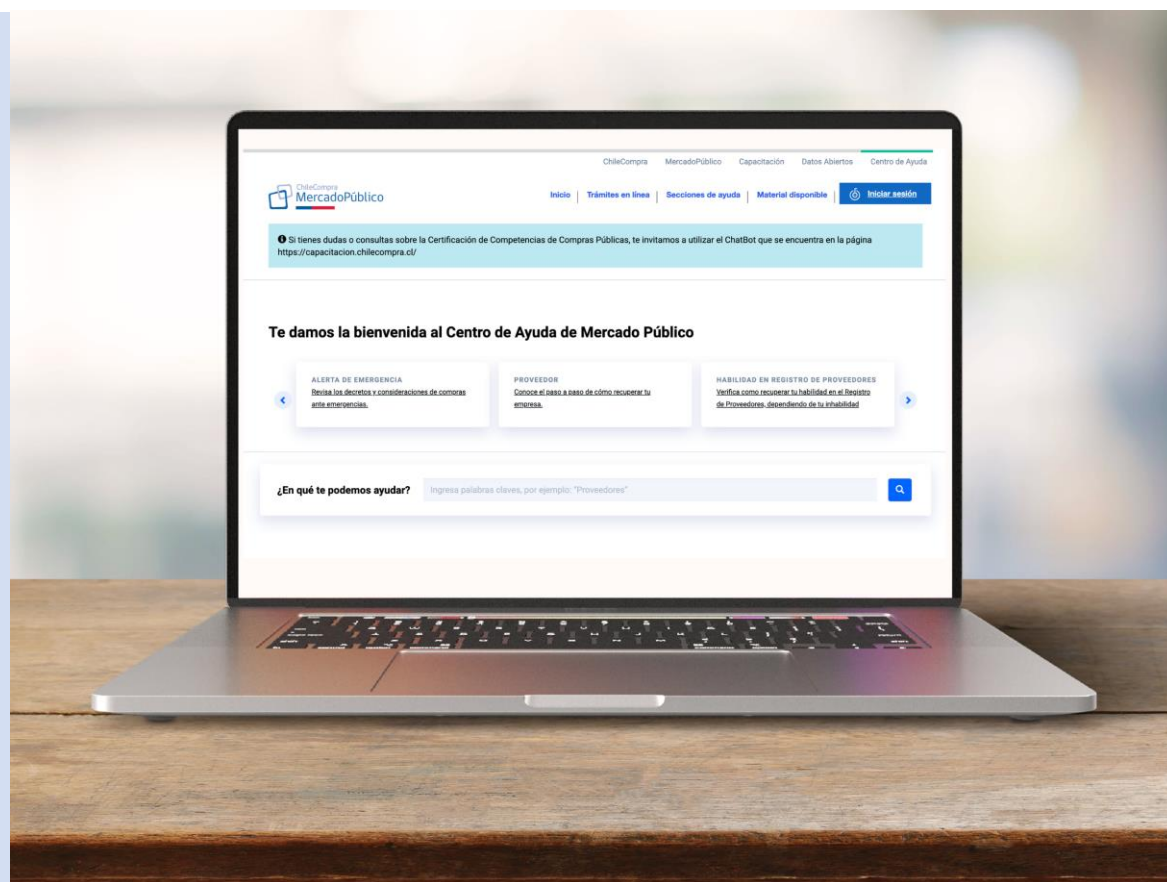 ChileCompra MercadoPúblico Capacitación Datos Abiertos Centro de Ayuda
ChileCompra
MercadoPúblico
Inicio Trámites en línea Secciones de ayuda Material disponible Iniciar sesión
Si tienes dudas o consultas sobre la Certificación de Competencias de Compras Públicas, te invitamos a utilizar el ChatBot que se encuentra en la página
https://capacitacion.chilecompra.cl/
Te damos la bienvenida al Centro de Ayuda de Mercado Público
ALERTA DE EMERGENCIA
Revisa los decretos y consideraciones de compras
ante emergencias.
PROVEEDOR
Conoce el paso a paso de cómo recuperar tu
empresa.
HABILIDAD EN REGISTRO DE PROVEEDORES
Verifica como recuperar tu habilidad en el Registro
de Proveedores, dependiendo de tu inhabilidad
¿En qué te podemos ayudar? Ingresa palabras claves, por ejemplo: "Proveedores"